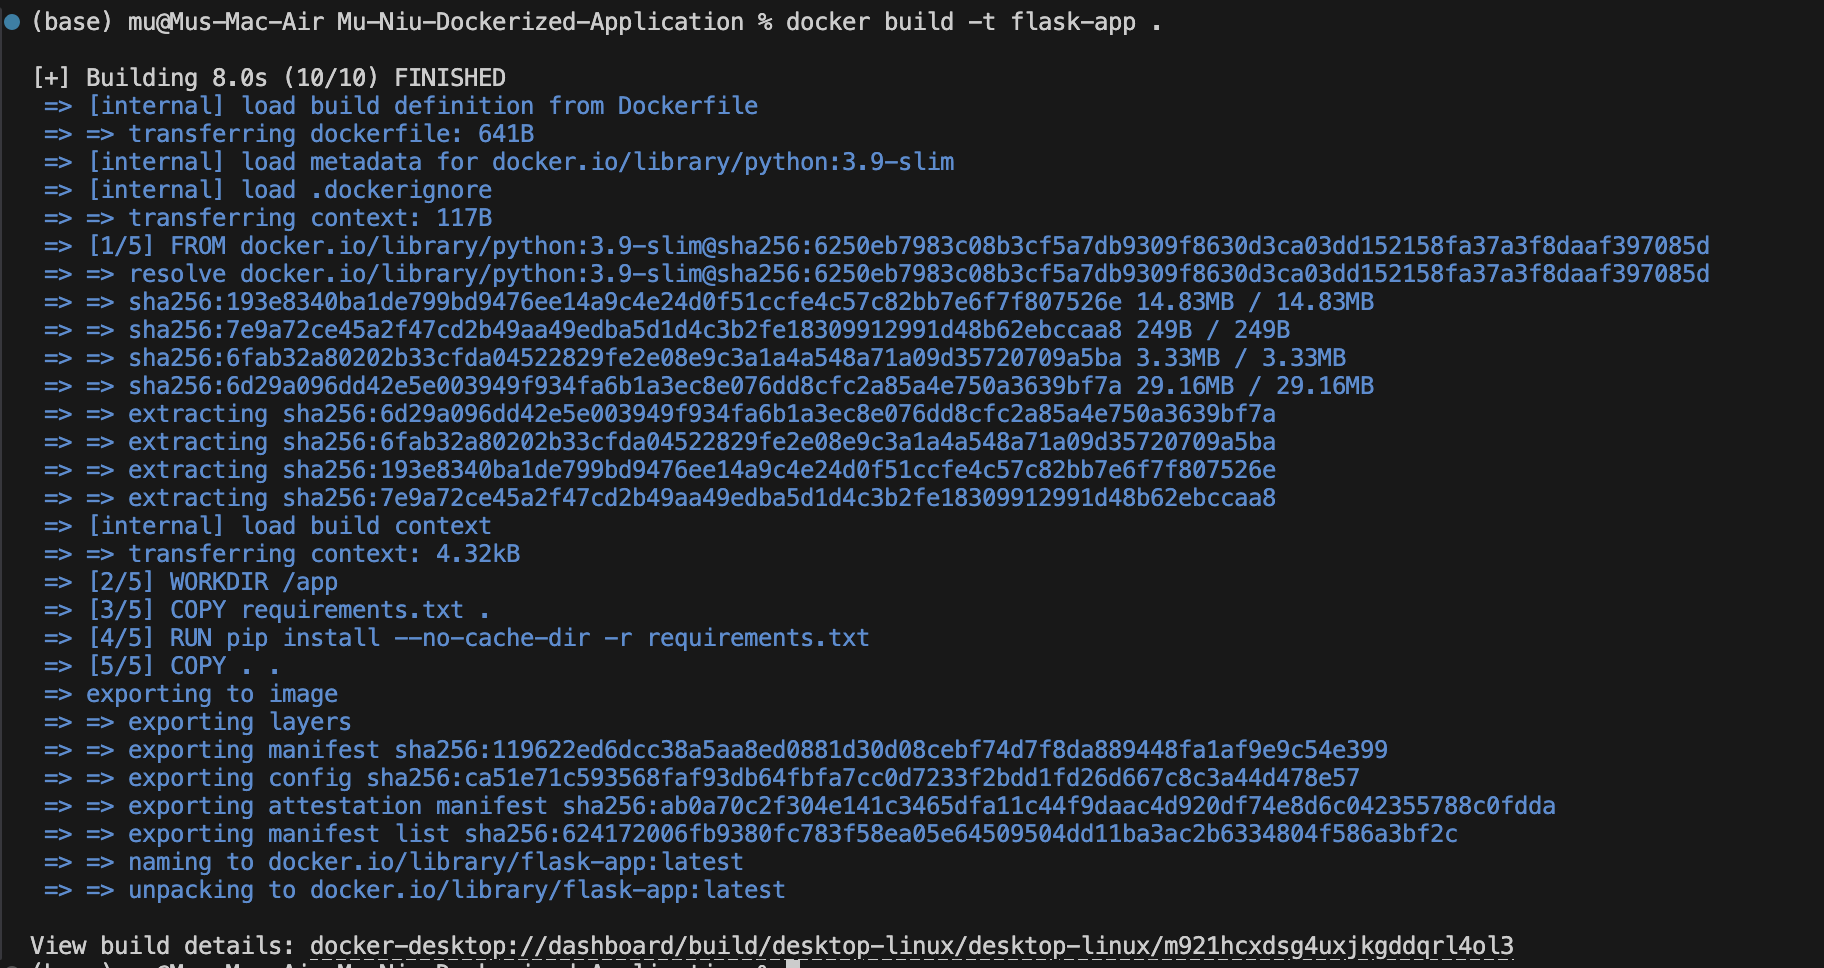 (base) mu@Mus-Mac-Air Mu-Niu-Dockerized-Application % docker build -t flask-app .
[+] Building 8.0s (10/10) FINISHED
=> [internal] load build definition from Dockerfile
=> => transferring dockerfile: 641B
=> [internal] load metadata for docker.io/library/python:3.9-slim
=> [internal] load .dockerignore
=> => transferring context: 117B
=> [1/5] FROM docker.io/library/python:3.9-slim@sha256:6250eb7983c08b3cf5a7db9309f8630d3ca03dd152158fa37a3f8daaf397085d
=> => resolve docker.io/library/python:3.9-slim@sha256:6250eb7983c08b3cf5a7db9309f8630d3ca03dd152158fa37a3f8daaf397085d
=> => sha256:193e8340ba1de799bd9476ee14a9c4e24d0f51ccfe4c57c82bb7e6f7f807526e 14.83MB / 14.83MB
=> => sha256:7e9a72ce45a2f47cd2b49aa49edba5d1d4c3b2fe18309912991d48b62ebccaa8 249B / 249B
=> => sha256:6fab32a80202b33cfda04522829fe2e08e9c3a1a4a548a71a09d35720709a5ba 3.33MB / 3.33MB
=> => sha256:6d29a096dd42e5e003949f934fa6b1a3ec8e076dd8cfc2a85a4e750a3639bf7a 29.16MB / 29.16MB
=> => extracting sha256:6d29a096dd42e5e003949f934fa6b1a3ec8e076dd8cfc2a85a4e750a3639bf7a
=> => extracting sha256:6fab32a80202b33cfda04522829fe2e08e9c3a1a4a548a71a09d35720709a5ba
=> => extracting sha256:193e8340ba1de799bd9476ee14a9c4e24d0f51ccfe4c57c82bb7e6f7f807526e
=> => extracting sha256:7e9a72ce45a2f47cd2b49aa49edba5d1d4c3b2fe18309912991d48b62ebccaa8
=> [internal] load build context
=> => transferring context: 4.32kB
=> [2/5] WORKDIR /app
=> [3/5] COPY requirements.txt .
=> [4/5] RUN pip install --no-cache-dir -r requirements.txt
=> [5/5] COPY . .
=> exporting to image
=> => exporting layers
=> => exporting manifest sha256:119622ed6dcc38a5aa8ed0881d30d08cebf74d7f8da889448fa1af9e9c54e399
=> => exporting config sha256:ca51e71c593568faf93db64fbfa7cc0d7233f2bdd1fd26d667c8c3a44d478e57
=> => exporting attestation manifest sha256:ab0a70c2f304e141c3465dfa11c44f9daac4d920df74e8d6c042355788c0fdda
=> => exporting manifest list sha256:624172006fb9380fc783f58ea05e64509504dd11ba3ac2b6334804f586a3bf2c
=> => naming to docker.io/library/flask-app:latest
=> => unpacking to docker.io/library/flask-app:latest
View build details: docker-desktop://dashboard/build/desktop-linux/desktop-linux/m921hcxdsg4uxjkgddqrl4ol3